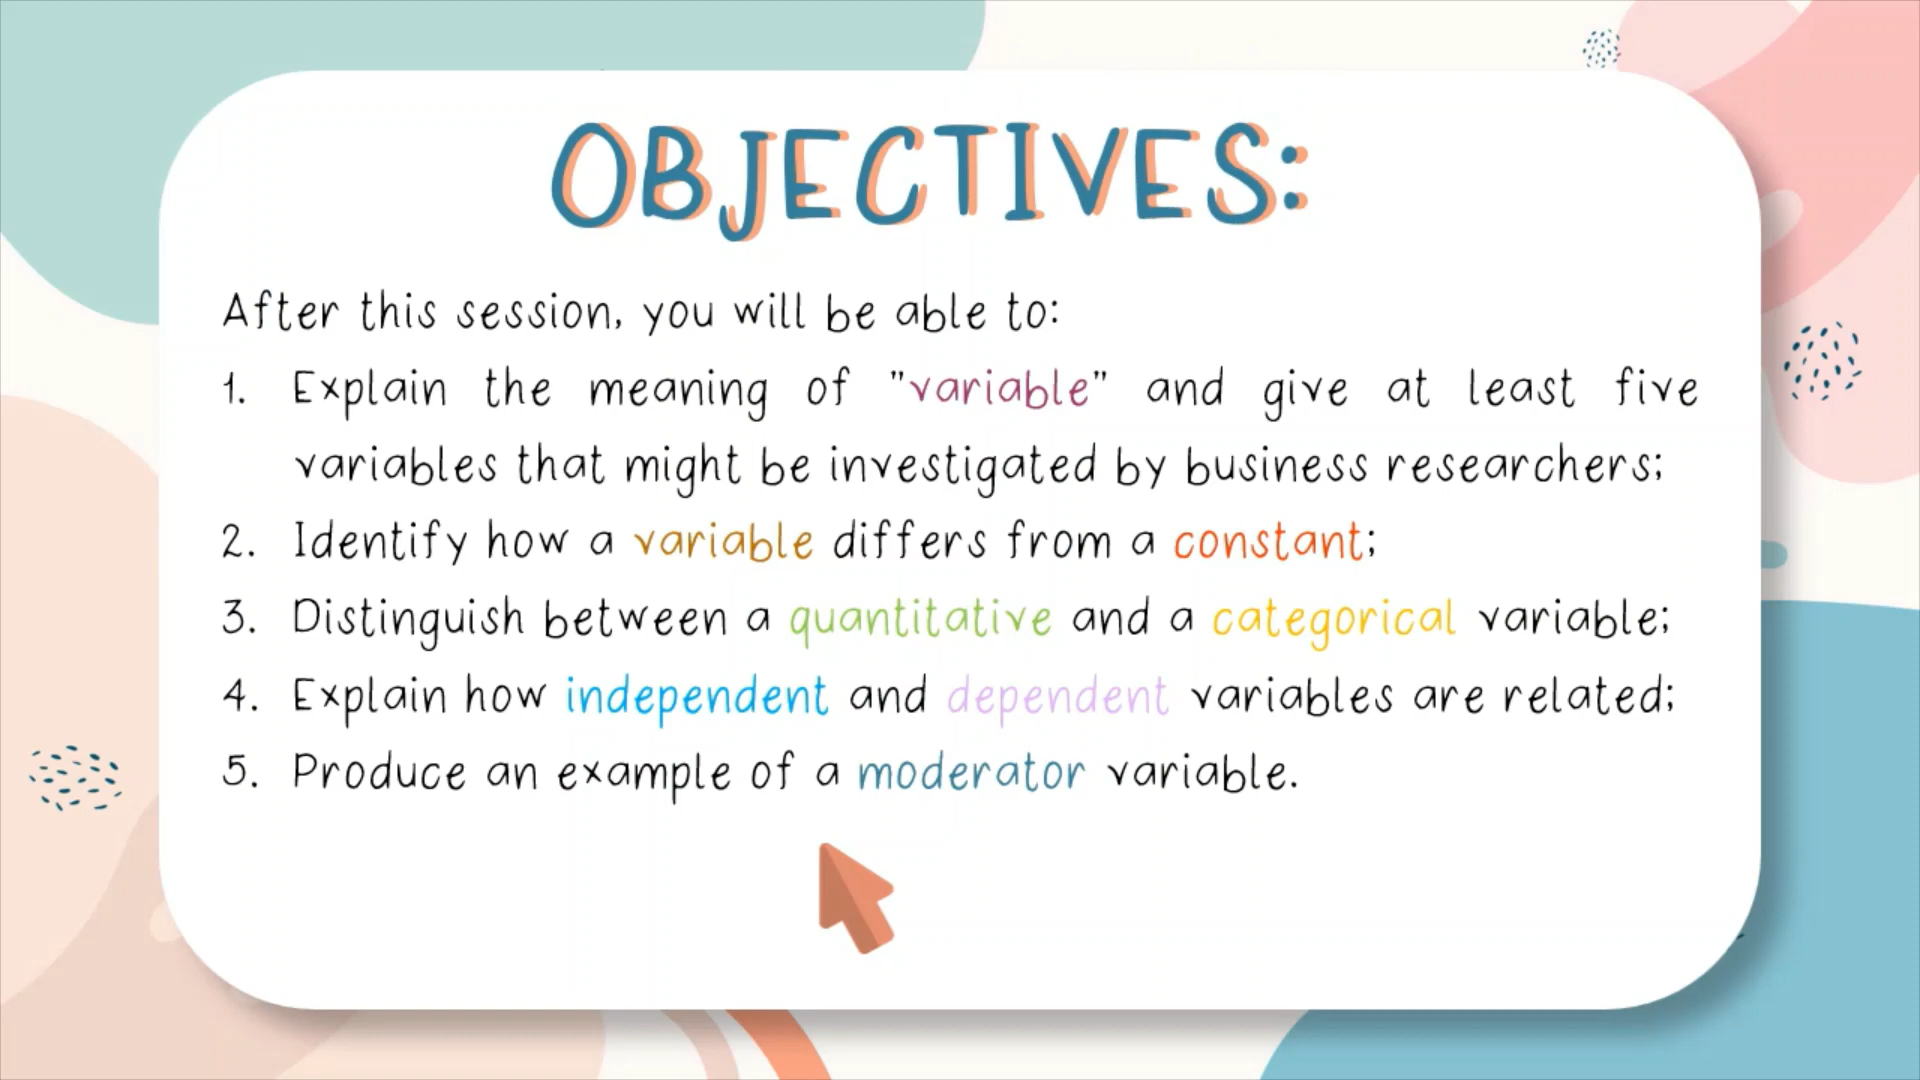 OBJECTIVES:
After this session, you will be able to:
1. Explain the meaning of "variable" and give at least five
variables that might be investigated by business researchers;
2. Identify how a variable differs from a constant;
3. Distinguish between a quantitative and a categorical variable;
4. Explain how independent and dependent variables are related;
5. Produce an example of a moderator variable.